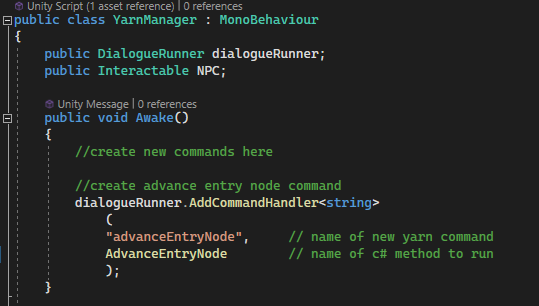 Unity Script (1 asset reference) | 0 references
public class YarnManager : MonoBehaviour
{
public DialogueRunner dialogueRunner;
public Interactable NPC;
Unity Message | 0 references
public void Awake()
{
//create new commands here
//create advance entry node command
dialogueRunner.AddCommandHandler<string>
(
"advanceEntryNode", // name of new yarn command
AdvanceEntryNode // name of c# method to run
);
}